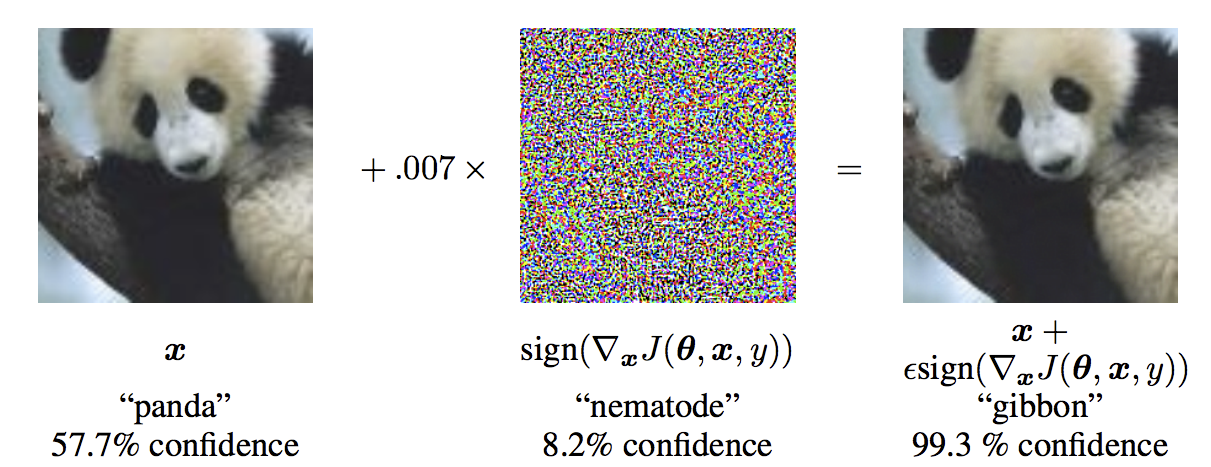 + .007 ×
=
x
sign(∇ₓJ(θ, x, y))
x +
ϵsign(∇ₓJ(θ, x, y))
“panda”
“nematode”
“gibbon”
57.7% confidence
8.2% confidence
99.3 % confidence